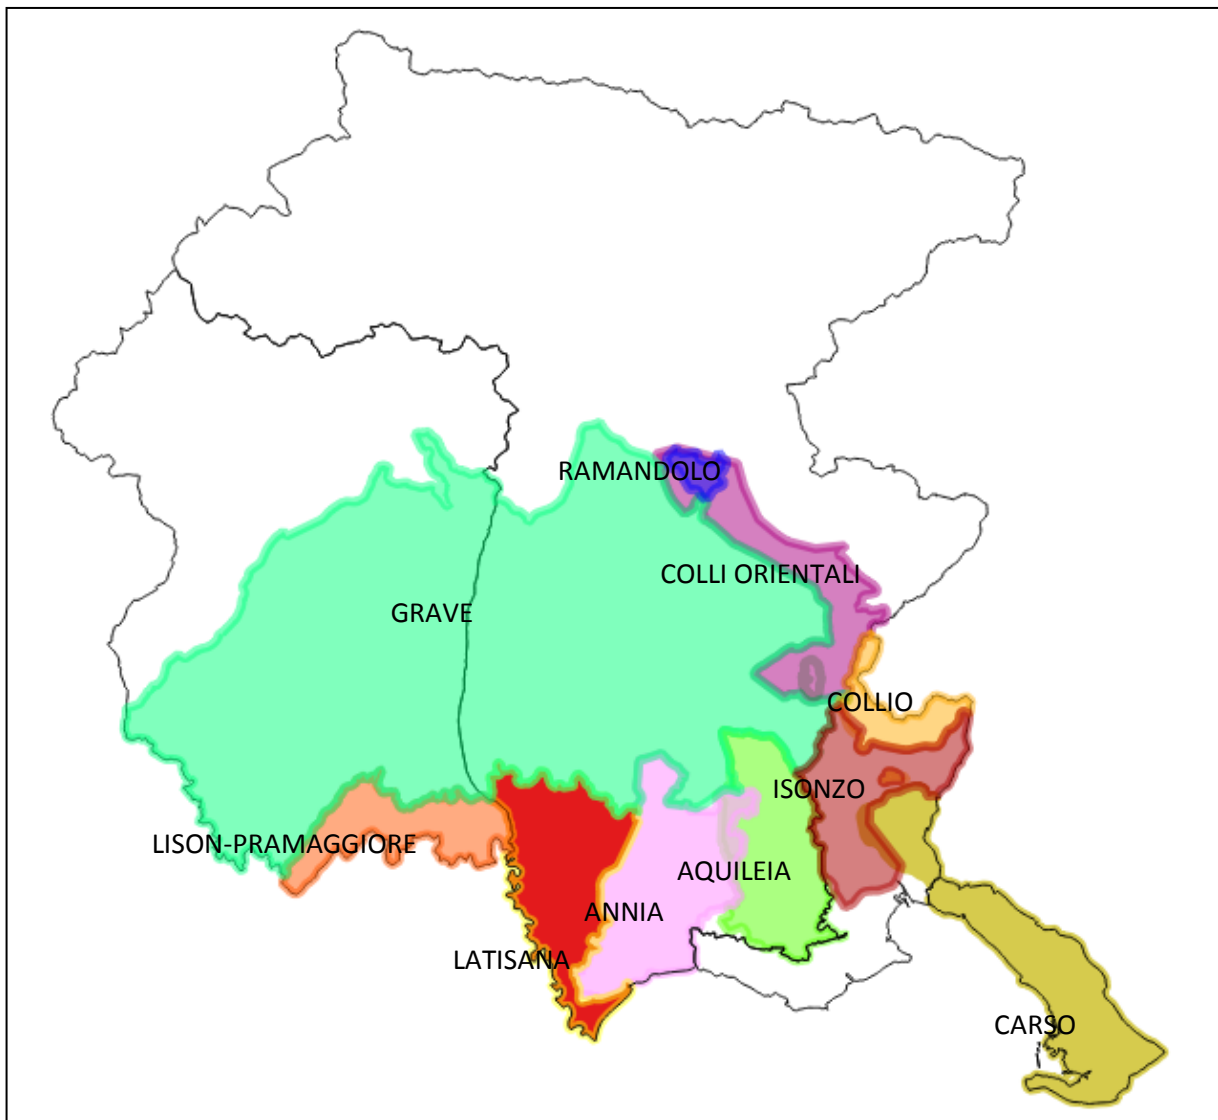 RAMANDOLO
COLLI ORIENTALI
GRAVE
COLLIO
ISONZO
LISON-PRAMAGGIORE
AQUILEIA
ANNIA
LATISANA
CARSO